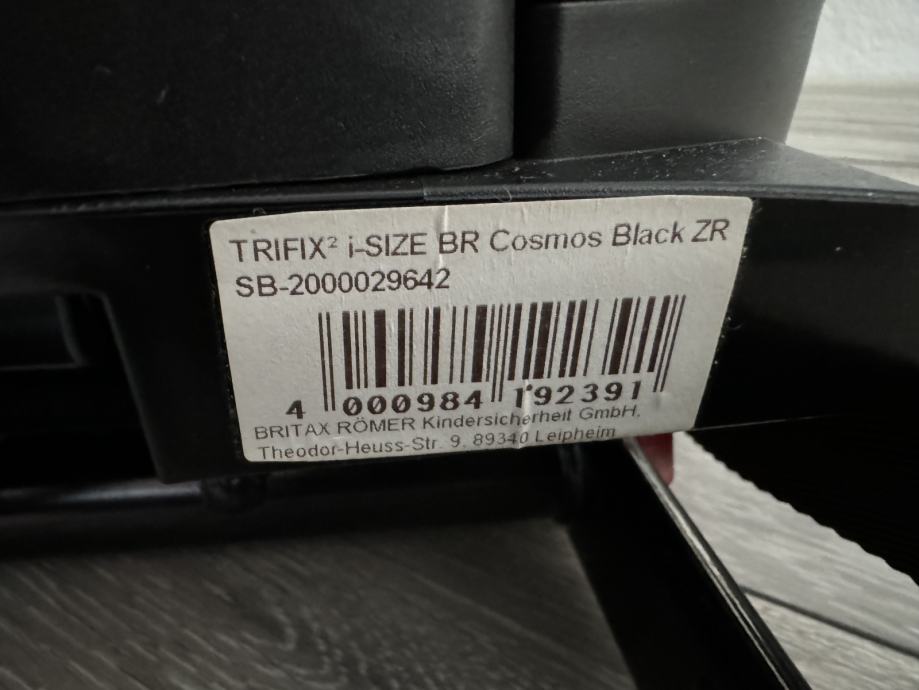 TRIFIX² i-SIZE BR Cosmos Black ZR
SB-2000029642
4 000984 192391
BRITAX RÖMER Kindersicherheit GmbH,
Theodor-Heuss-Str. 9, 89340 Leipheim